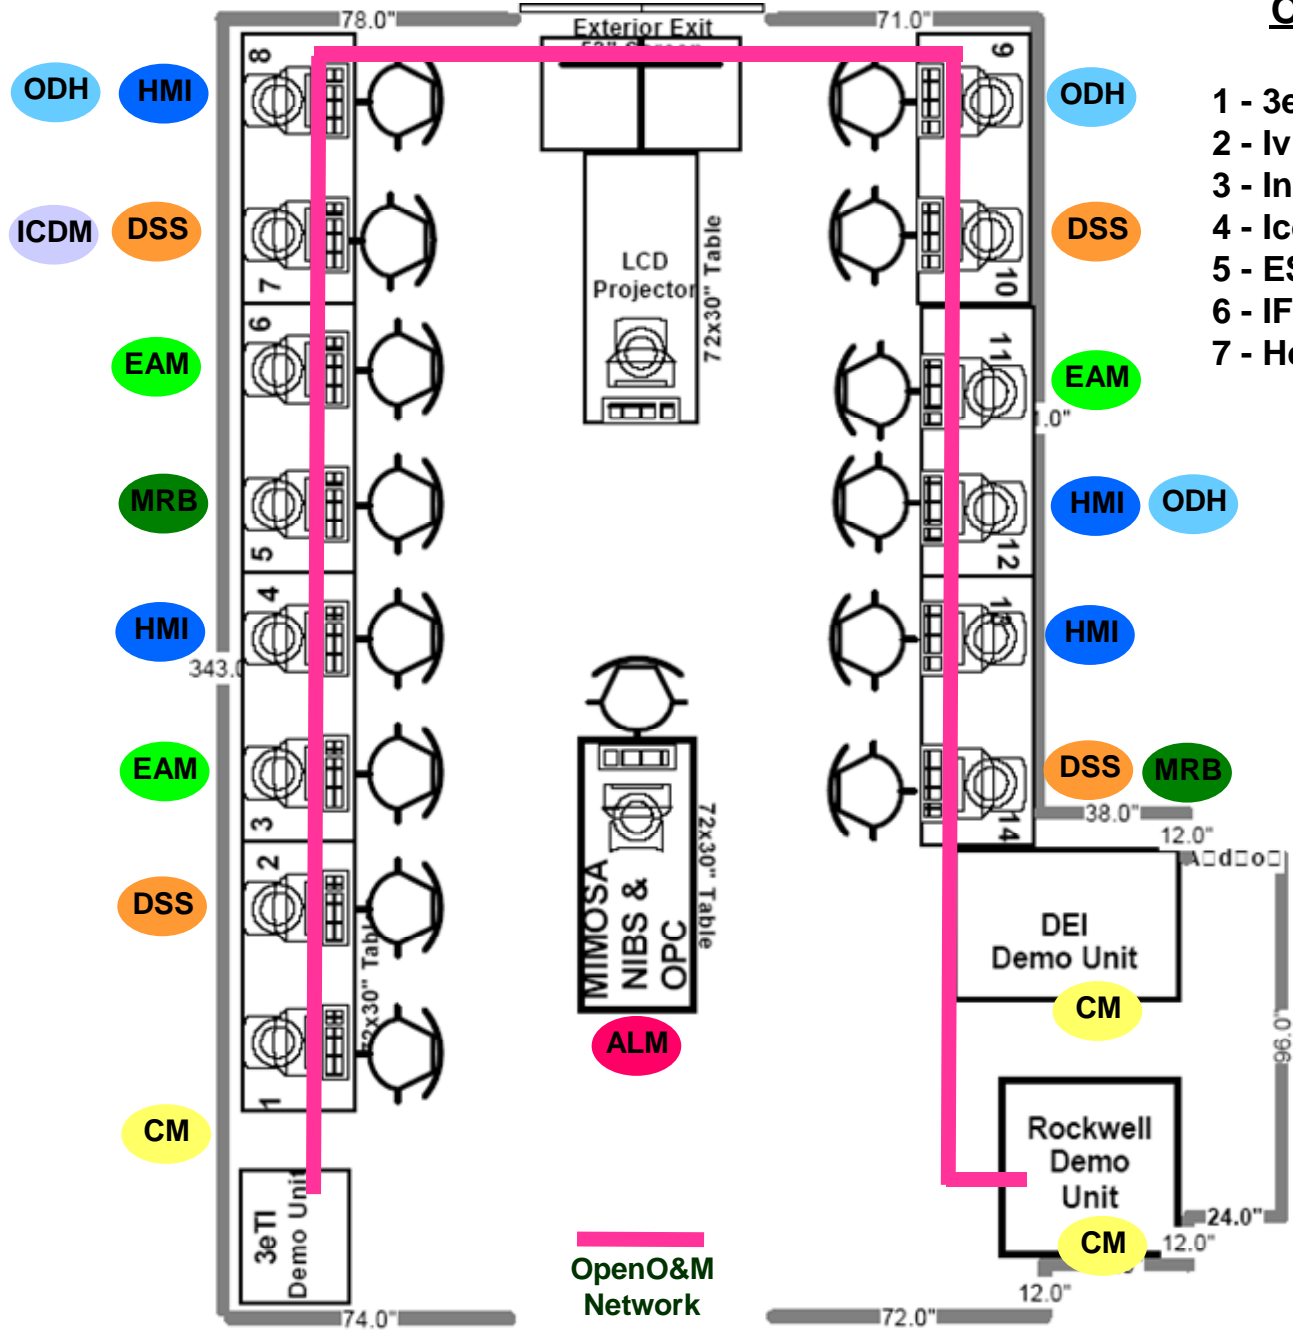 78.0"
71.0"
Exterior Exit
8
9
ODH
HMI
ODH
1 - 3e
2 - Iv
3 - In
4 - Ic
5 - ES
6 - IF
7 - H
ICDM
DSS
DSS
7
10
LCD
Projector
72x30" Table
6
11
EAM
EAM
1.0"
MRB
HMI
ODH
5
12
4
HMI
HMI
343.0
EAM
DSS
MRB
3
14
38.0"
12.0"
2
DSS
72x30" Table
MIMOSA
NIBS &
OPC
72x30" Table
DEI
Demo Unit
CM
ALM
96.0"
1
CM
Rockwell
Demo
Unit
CM
24.0"
12.0"
12.0"
3eTI
Demo Unit
OpenO&M
Network
74.0"
72.0"